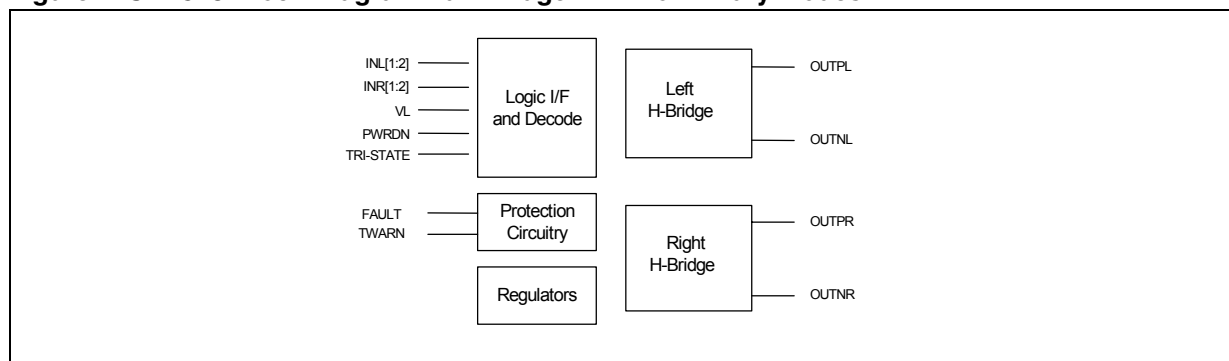 INL[1:2]
INR[1:2]
VL
PWRDN
TRI-STATE
Logic I/F
and Decode
Left
H-Bridge
OUTPL
OUTNL
FAULT
TWARN
Protection
Circuitry
Regulators
Right
H-Bridge
OUTPR
OUTNR